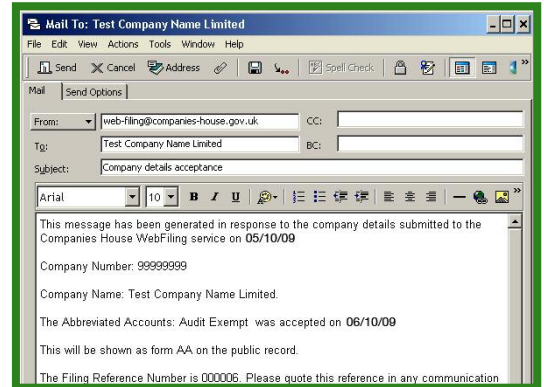 Mail To: Test Company Name Limited
File Edit View Actions Tools Window Help
Send Cancel Address Spell Check
Mail Send Options
From: web-filing@companies-house.gov.uk CC:
To: Test Company Name Limited BC:
Subject: Company details acceptance
Arial 10 B I U
This message has been generated in response to the company details submitted to the
Companies House WebFiling service on 05/10/09
Company Number: 99999999
Company Name: Test Company Name Limited.
The Abbreviated Accounts: Audit Exempt was accepted on 06/10/09
This will be shown as form AA on the public record.
The Filing Reference Number is 000006. Please quote this reference in any communication